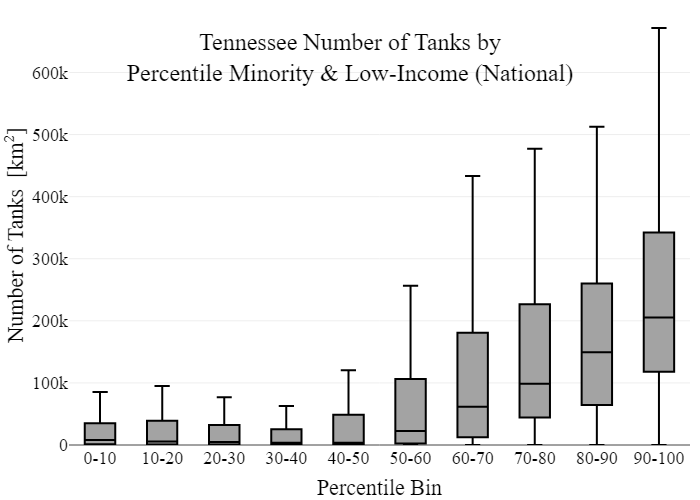 Tennessee Number of Tanks by
Percentile Minority & Low-Income (National)
Number of Tanks [km²]
600k
500k
400k
300k
200k
100k
0
0-10 10-20 20-30 30-40 40-50 50-60 60-70 70-80 80-90 90-100
Percentile Bin